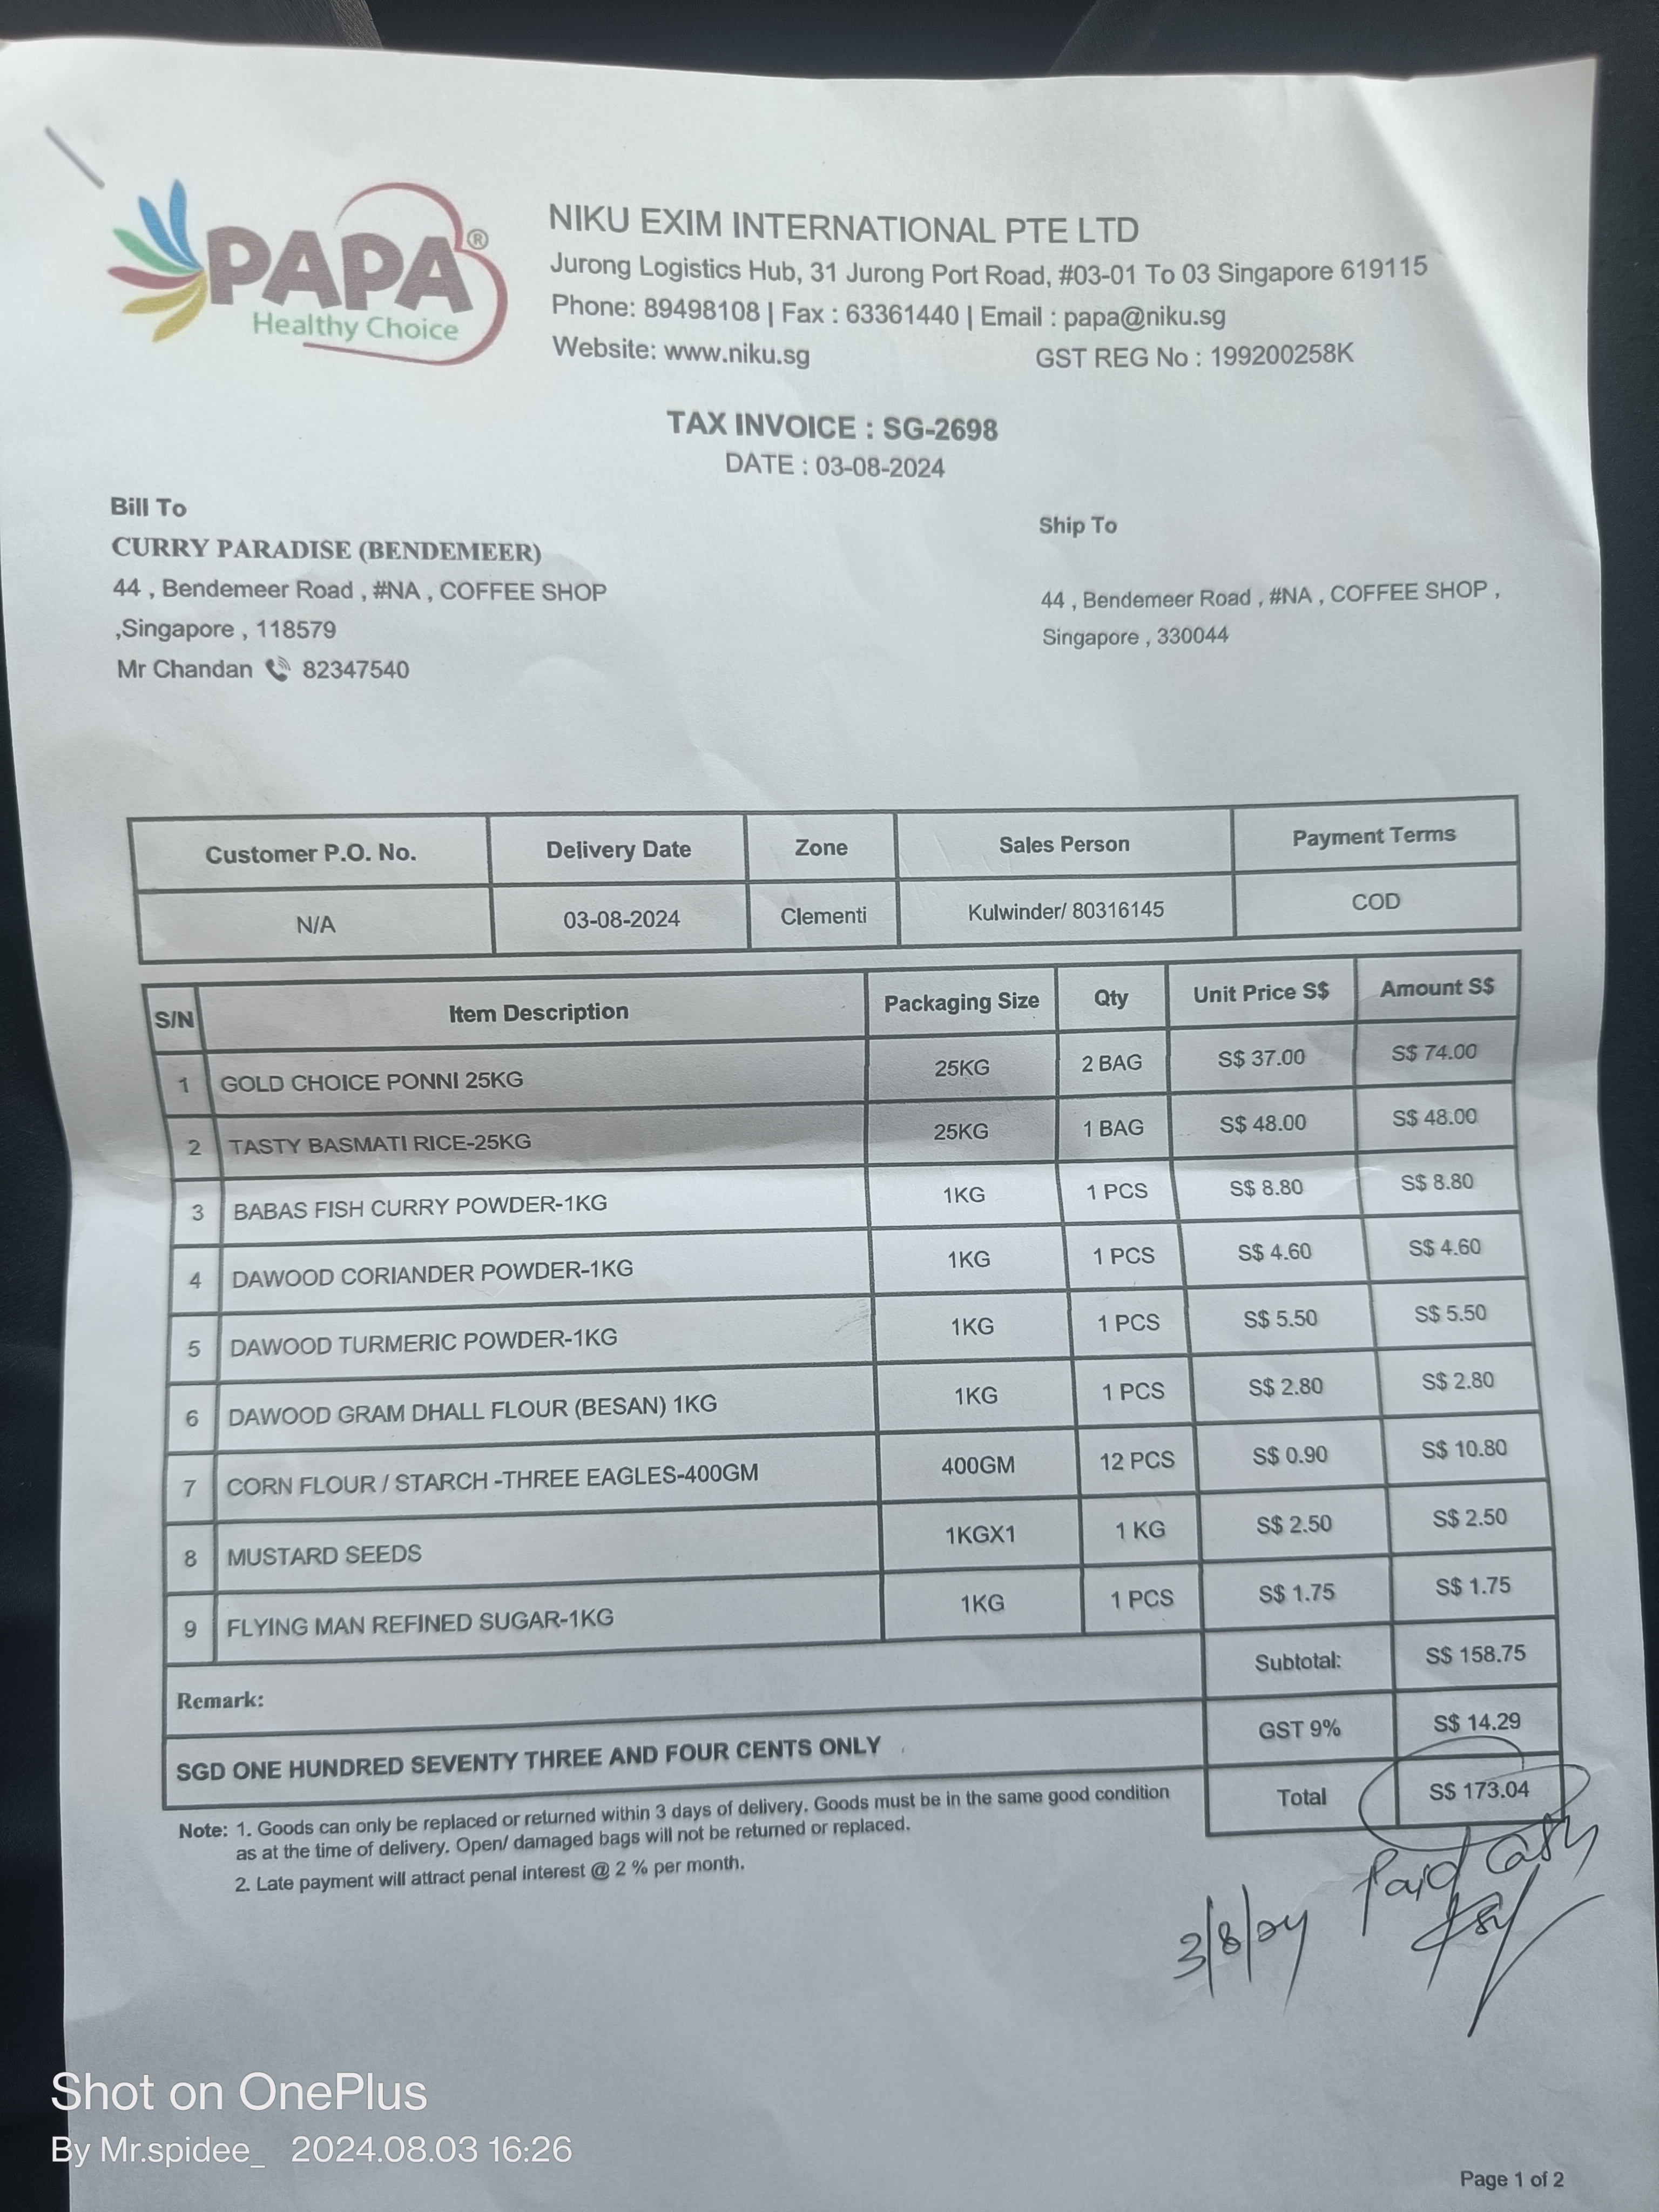 PAPA®
Healthy Choice
NIKU EXIM INTERNATIONAL PTE LTD
Jurong Logistics Hub, 31 Jurong Port Road, #03-01 To 03 Singapore 619115
Phone: 89498108 | Fax : 63361440 | Email : papa@niku.sg
Website: www.niku.sg GST REG No : 199200258K
TAX INVOICE : SG-2698
DATE : 03-08-2024
Bill To
CURRY PARADISE (BENDEMEER)
44 , Bendemeer Road , #NA , COFFEE SHOP
,Singapore , 118579
Mr Chandan 82347540
Ship To
44 , Bendemeer Road , #NA , COFFEE SHOP ,
Singapore , 330044
Customer P.O. No. Delivery Date Zone Sales Person Payment Terms
N/A 03-08-2024 Clementi Kulwinder/ 80316145 COD
S/N Item Description Packaging Size Qty Unit Price S$ Amount S$
1 GOLD CHOICE PONNI 25KG 25KG 2 BAG S$ 37.00 S$ 74.00
2 TASTY BASMATI RICE-25KG 25KG 1 BAG S$ 48.00 S$ 48.00
3 BABAS FISH CURRY POWDER-1KG 1KG 1 PCS S$ 8.80 S$ 8.80
4 DAWOOD CORIANDER POWDER-1KG 1KG 1 PCS S$ 4.60 S$ 4.60
5 DAWOOD TURMERIC POWDER-1KG 1KG 1 PCS S$ 5.50 S$ 5.50
6 DAWOOD GRAM DHALL FLOUR (BESAN) 1KG 1KG 1 PCS S$ 2.80 S$ 2.80
7 CORN FLOUR / STARCH -THREE EAGLES-400GM 400GM 12 PCS S$ 0.90 S$ 10.80
8 MUSTARD SEEDS 1KGX1 1 KG S$ 2.50 S$ 2.50
9 FLYING MAN REFINED SUGAR-1KG 1KG 1 PCS S$ 1.75 S$ 1.75
Subtotal: S$ 158.75
Remark:
GST 9% S$ 14.29
SGD ONE HUNDRED SEVENTY THREE AND FOUR CENTS ONLY
Total S$ 173.04
Note: 1. Goods can only be replaced or returned within 3 days of delivery. Goods must be in the same good condition
as at the time of delivery. Open/ damaged bags will not be returned or replaced.
2. Late payment will attract penal interest @ 2 % per month.
Paid Cash
3/8/24
Shot on OnePlus
By Mr.spidee_ 2024.08.03 16:26
Page 1 of 2